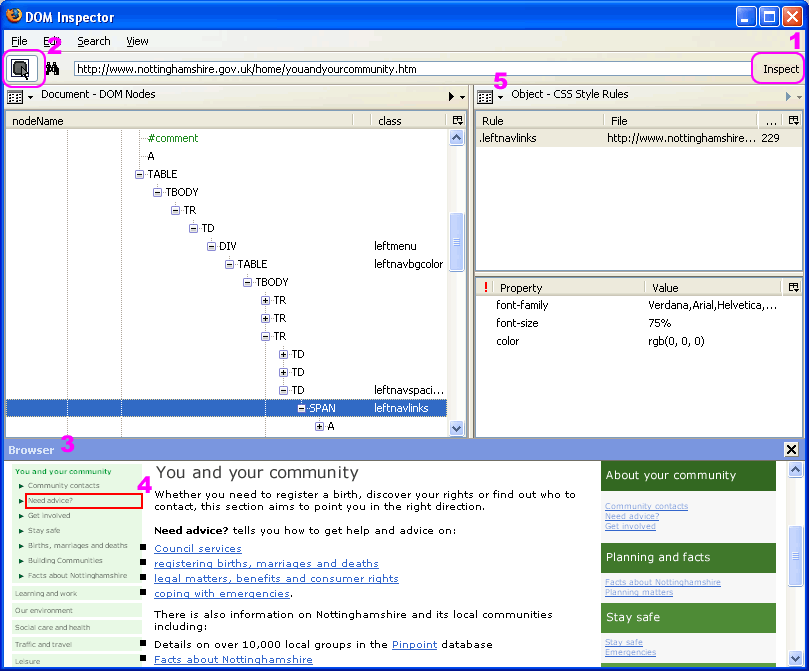 DOM Inspector
File Edit Search View
2
1
http://www.nottinghamshire.gov.uk/home/youandyourcommunity.htm Inspect
5
Document - DOM Nodes
Object - CSS Style Rules
nodeName class
Rule File ...
#comment
.leftnavlinks http://www.nottinghamshire... 229
A
TABLE
TBODY
TR
TD
DIV leftmenu
TABLE leftnavbgcolor
TBODY
TR
TR
TR
TD
TD
TD leftnavspaci...
SPAN leftnavlinks
A
! Property Value
font-family Verdana,Arial,Helvetica,...
font-size 75%
color rgb(0, 0, 0)
Browser 3
You and your community
Community contacts
Need advice?
4
Get involved
Stay safe
Births, marriages and deaths
Building Communities
Facts about Nottinghamshire
Learning and work
Our environment
Social care and health
Traffic and travel
Leisure
You and your community
Whether you need to register a birth, discover your rights or find out who to
contact, this section aims to point you in the right direction.
Need advice? tells you how to get help and advice on:
Council services
registering births, marriages and deaths
legal matters, benefits and consumer rights
coping with emergencies.
There is also information on Nottinghamshire and its local communities
including:
Details on over 10,000 local groups in the Pinpoint database
Facts about Nottinghamshire
About your community
Community contacts
Need advice?
Get involved
Planning and facts
Facts about Nottinghamshire
Planning matters
Stay safe
Stay safe
Emergencies